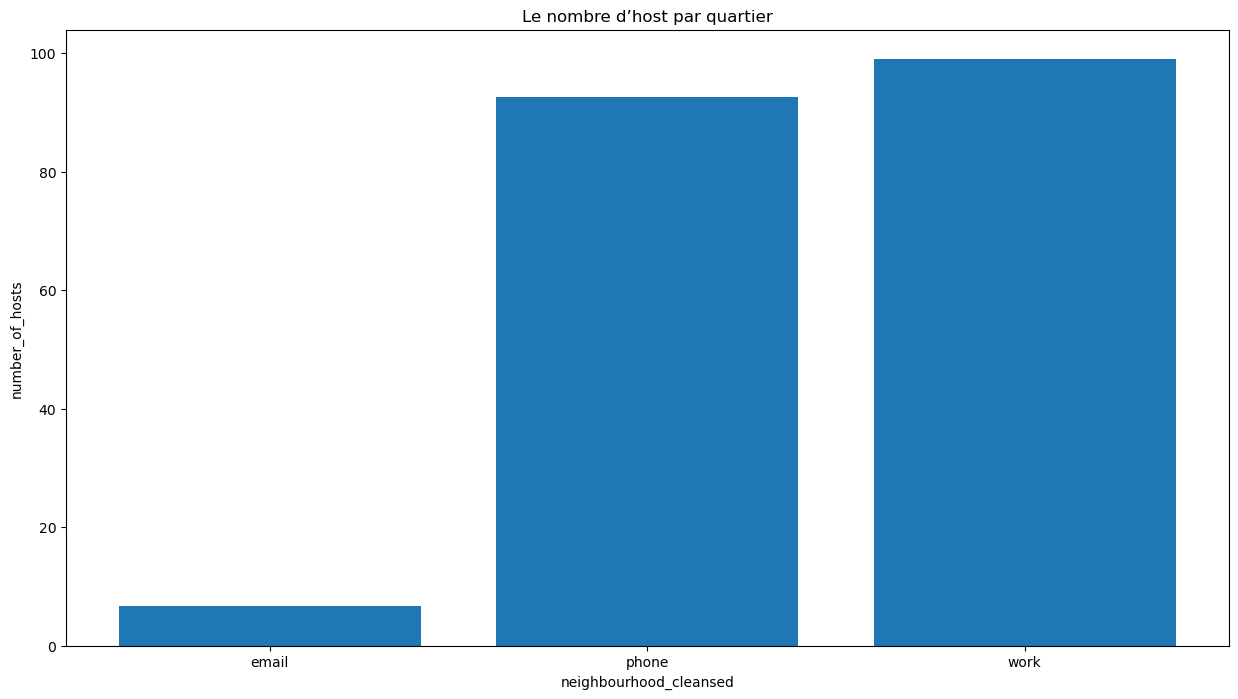 Le nombre d’host par quartier
number_of_hosts
100
80
60
40
20
0
email
phone
work
neighbourhood_cleansed